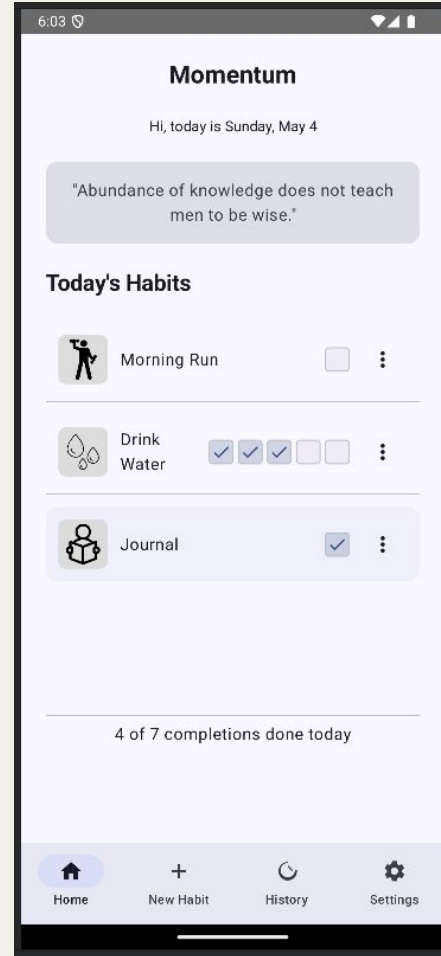 6:03
Momentum
Hi, today is Sunday, May 4
"Abundance of knowledge does not teach
men to be wise."
Today's Habits
Morning Run
Drink
Water
Journal
4 of 7 completions done today
Home New Habit History Settings